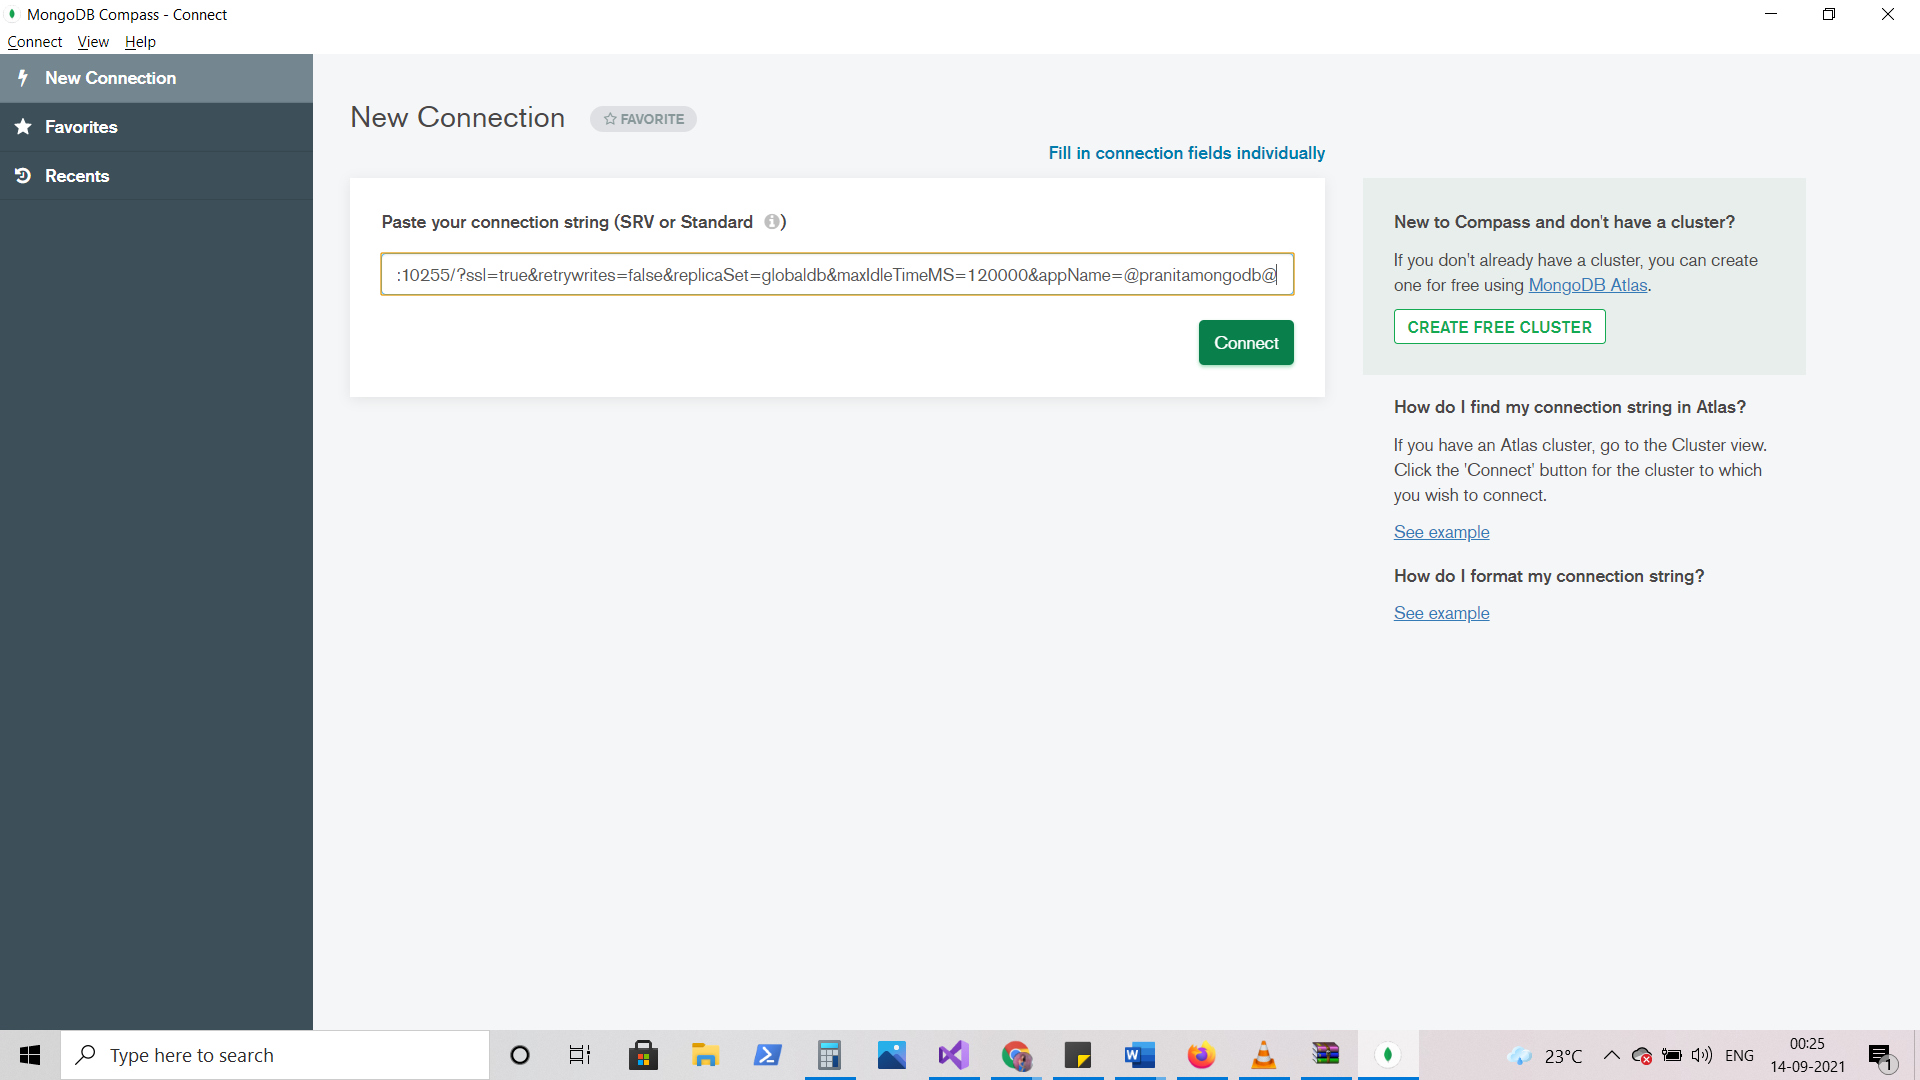 MongoDB Compass - Connect
Connect View Help
New Connection
Favorites
Recents
New Connection
FAVORITE
Fill in connection fields individually
Paste your connection string (SRV or Standard )
:10255/?ssl=true&retrywrites=false&replicaSet=globaldb&maxIdleTimeMS=120000&appName=@pranitamongodb@
Connect
New to Compass and don't have a cluster?
If you don't already have a cluster, you can create
one for free using MongoDB Atlas.
CREATE FREE CLUSTER
How do I find my connection string in Atlas?
If you have an Atlas cluster, go to the Cluster view.
Click the 'Connect' button for the cluster to which
you wish to connect.
See example
How do I format my connection string?
See example
Type here to search
23°C
ENG
00:25
14-09-2021
1